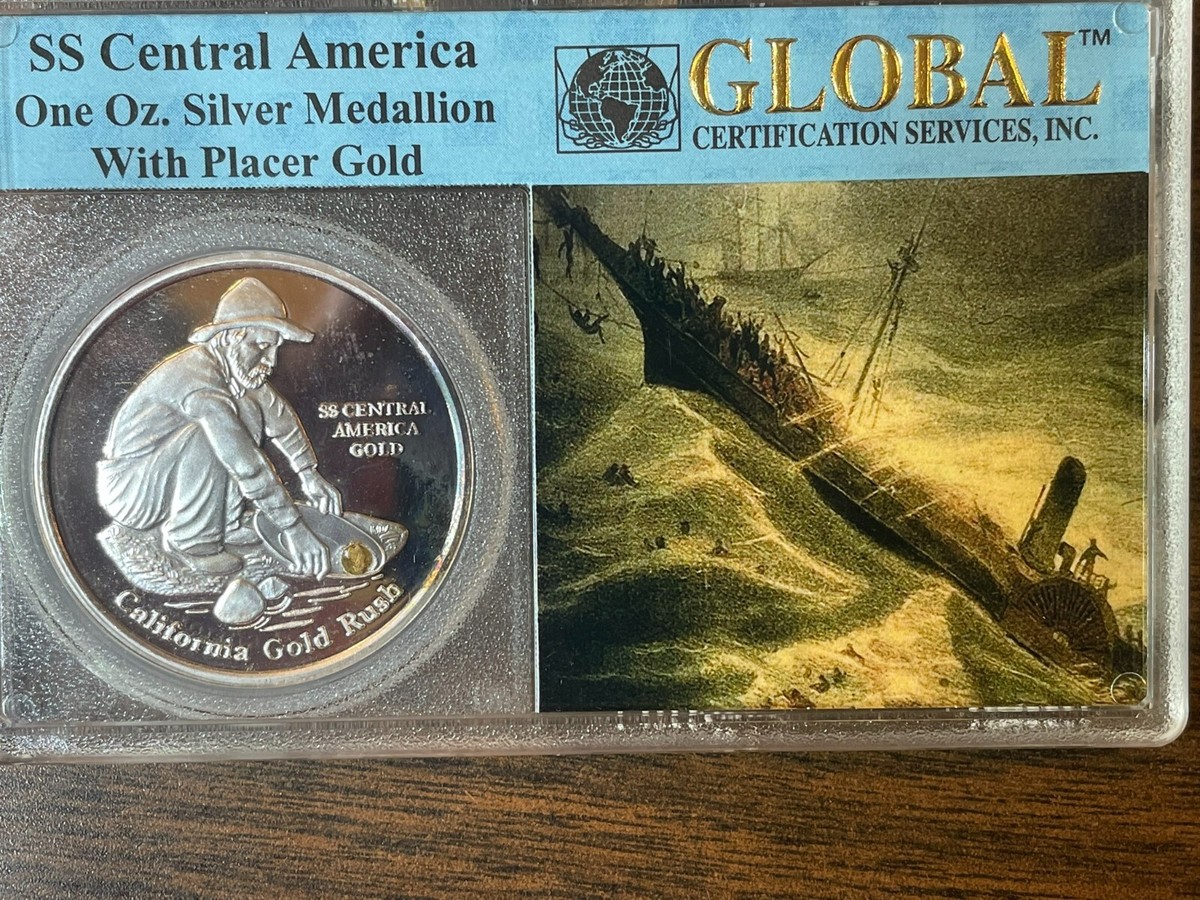 SS Central America
One Oz. Silver Medallion
With Placer Gold
GLOBAL™
CERTIFICATION SERVICES, INC.
SS CENTRAL
AMERICA
GOLD
California Gold Rush